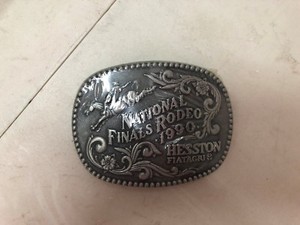 NATIONAL
FINALS RODEO
1990
HESSTON
FIATAGRI ®